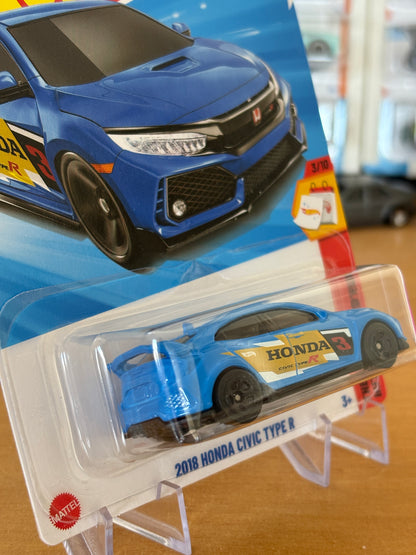 HONDA 3
R
3/10
HONDA 3
CIVIC TYPE R
2018 HONDA CIVIC TYPE R
3+
MATTEL